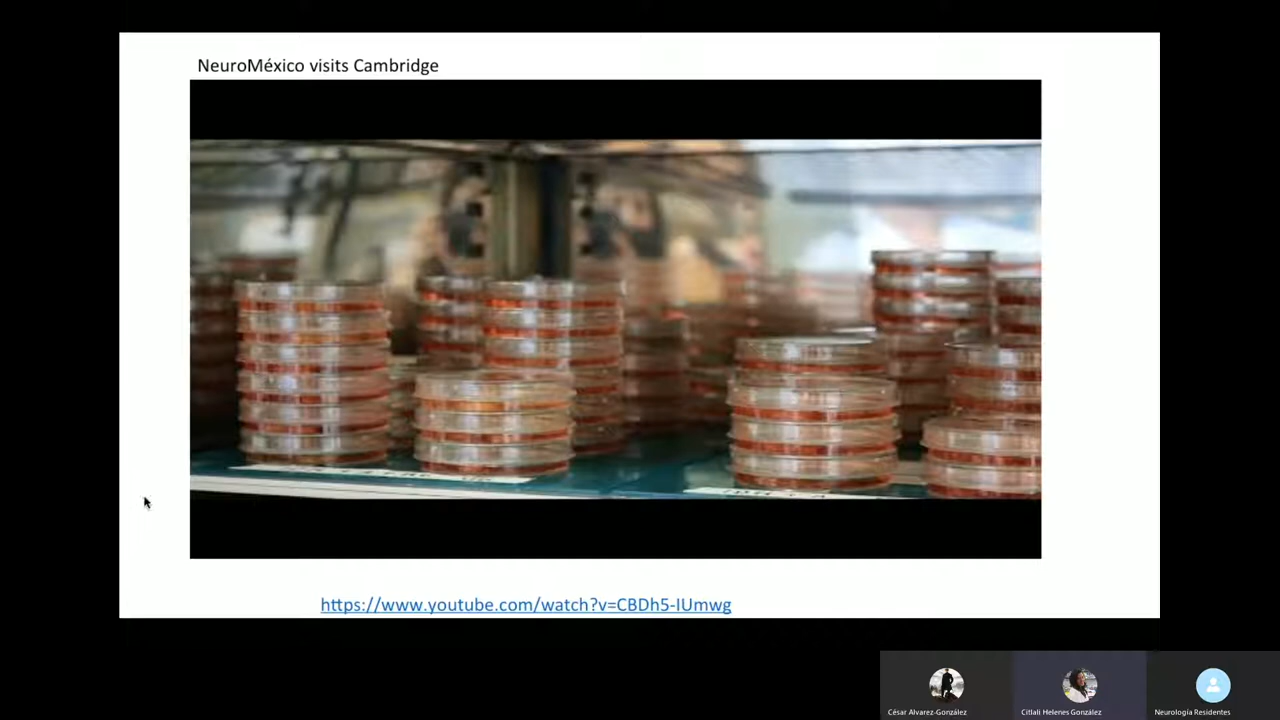 NeuroMéxico visits Cambridge
https://www.youtube.com/watch?v=CBDh5-IUmwg
César Alvarez-González
Citlali Helenes González
Neurología Residentes